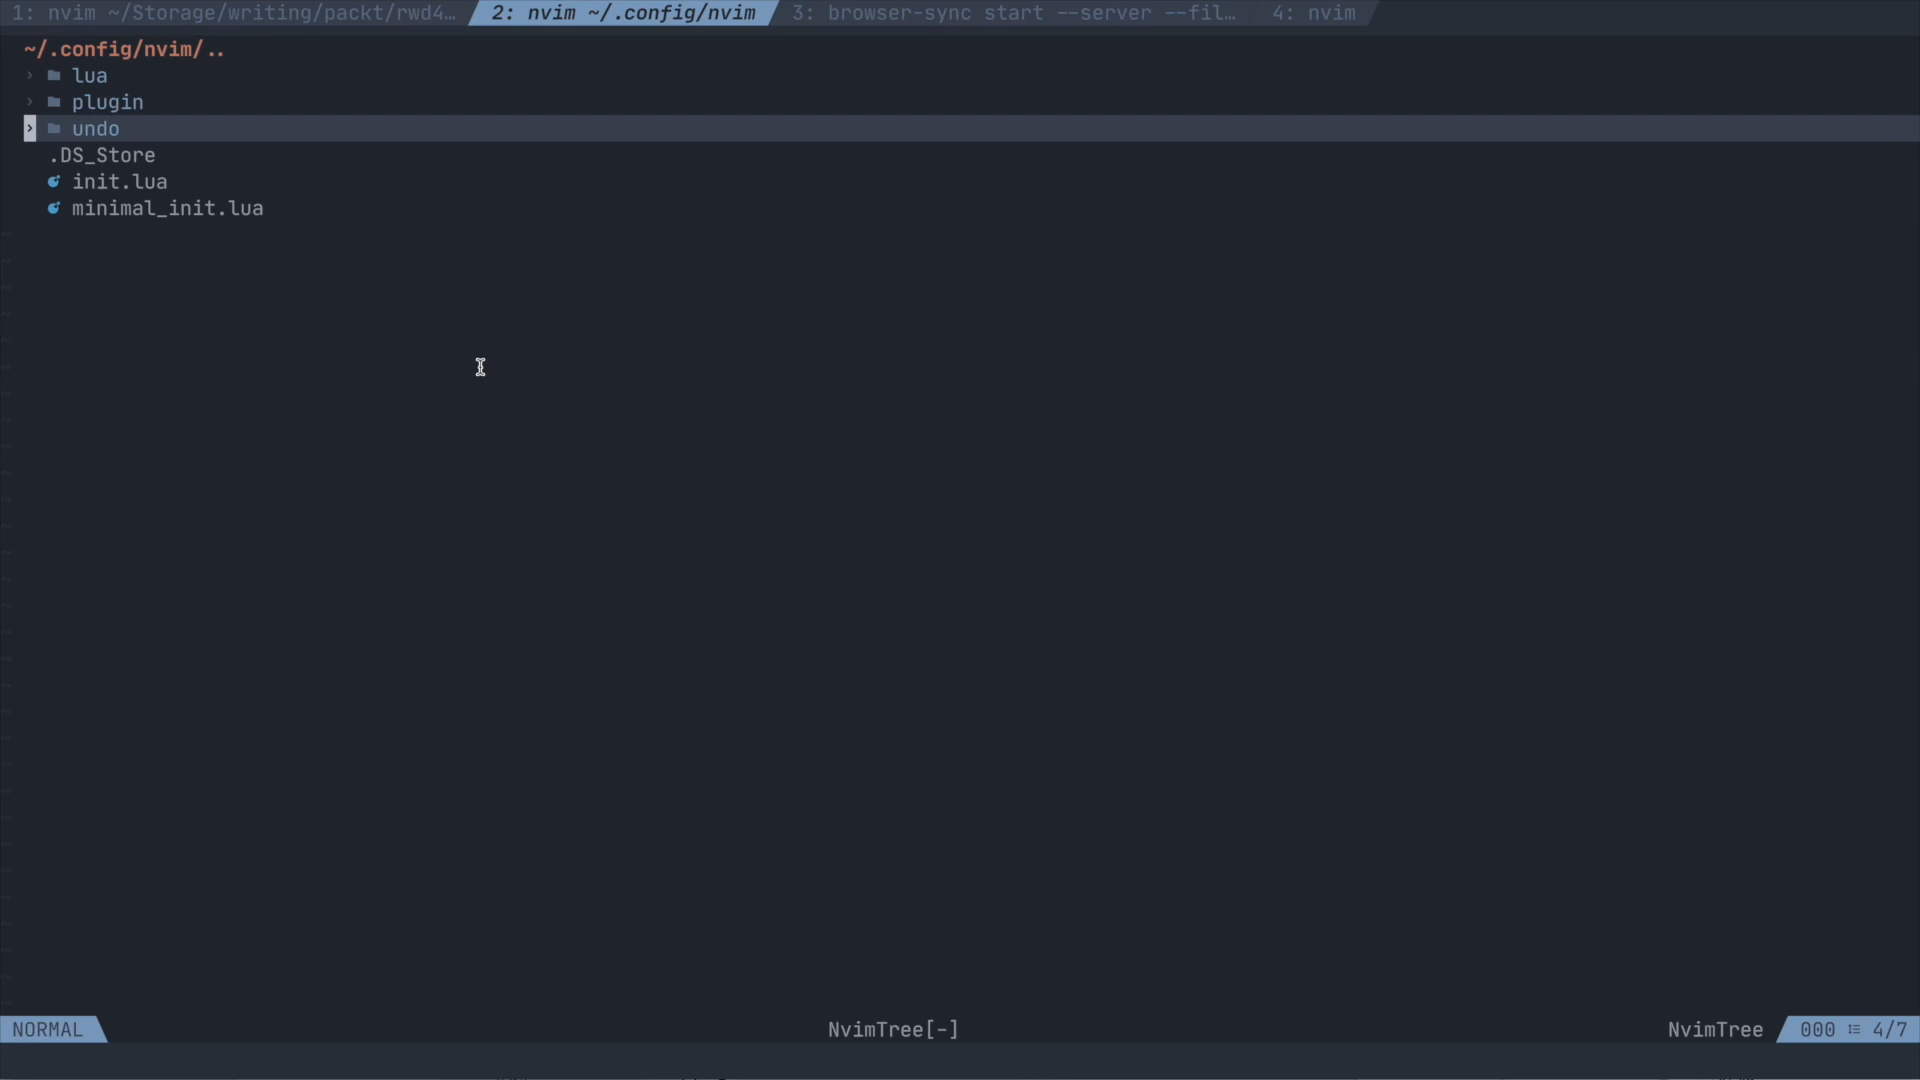 1: nvim ~/Storage/writing/packt/rwd4… 2: nvim ~/.config/nvim 3: browser-sync start --server --fil… 4: nvim
~/.config/nvim/..
› lua
› plugin
› undo
.DS_Store
init.lua
minimal_init.lua
NORMAL NvimTree[-] NvimTree 000 4/7